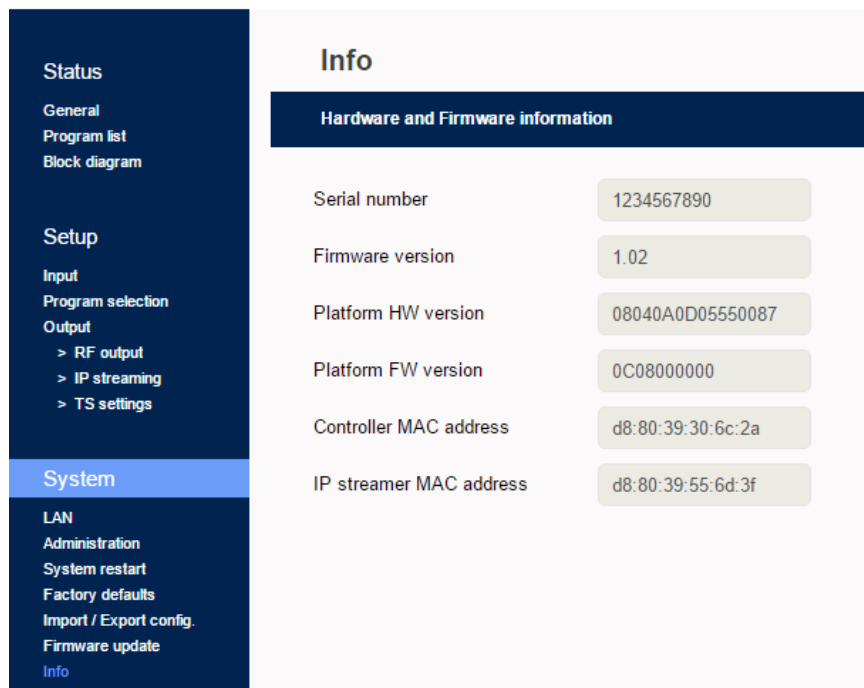 Status
General
Program list
Block diagram
Setup
Input
Program selection
Output
> RF output
> IP streaming
> TS settings
System
LAN
Administration
System restart
Factory defaults
Import / Export config.
Firmware update
Info
Info
Hardware and Firmware information
Serial number 1234567890
Firmware version 1.02
Platform HW version 08040A0D05550087
Platform FW version 0C08000000
Controller MAC address d8:80:39:30:6c:2a
IP streamer MAC address d8:80:39:55:6d:3f